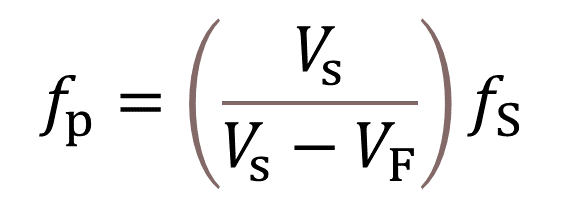 f_p = (V_s / (V_s − V_F)) f_S